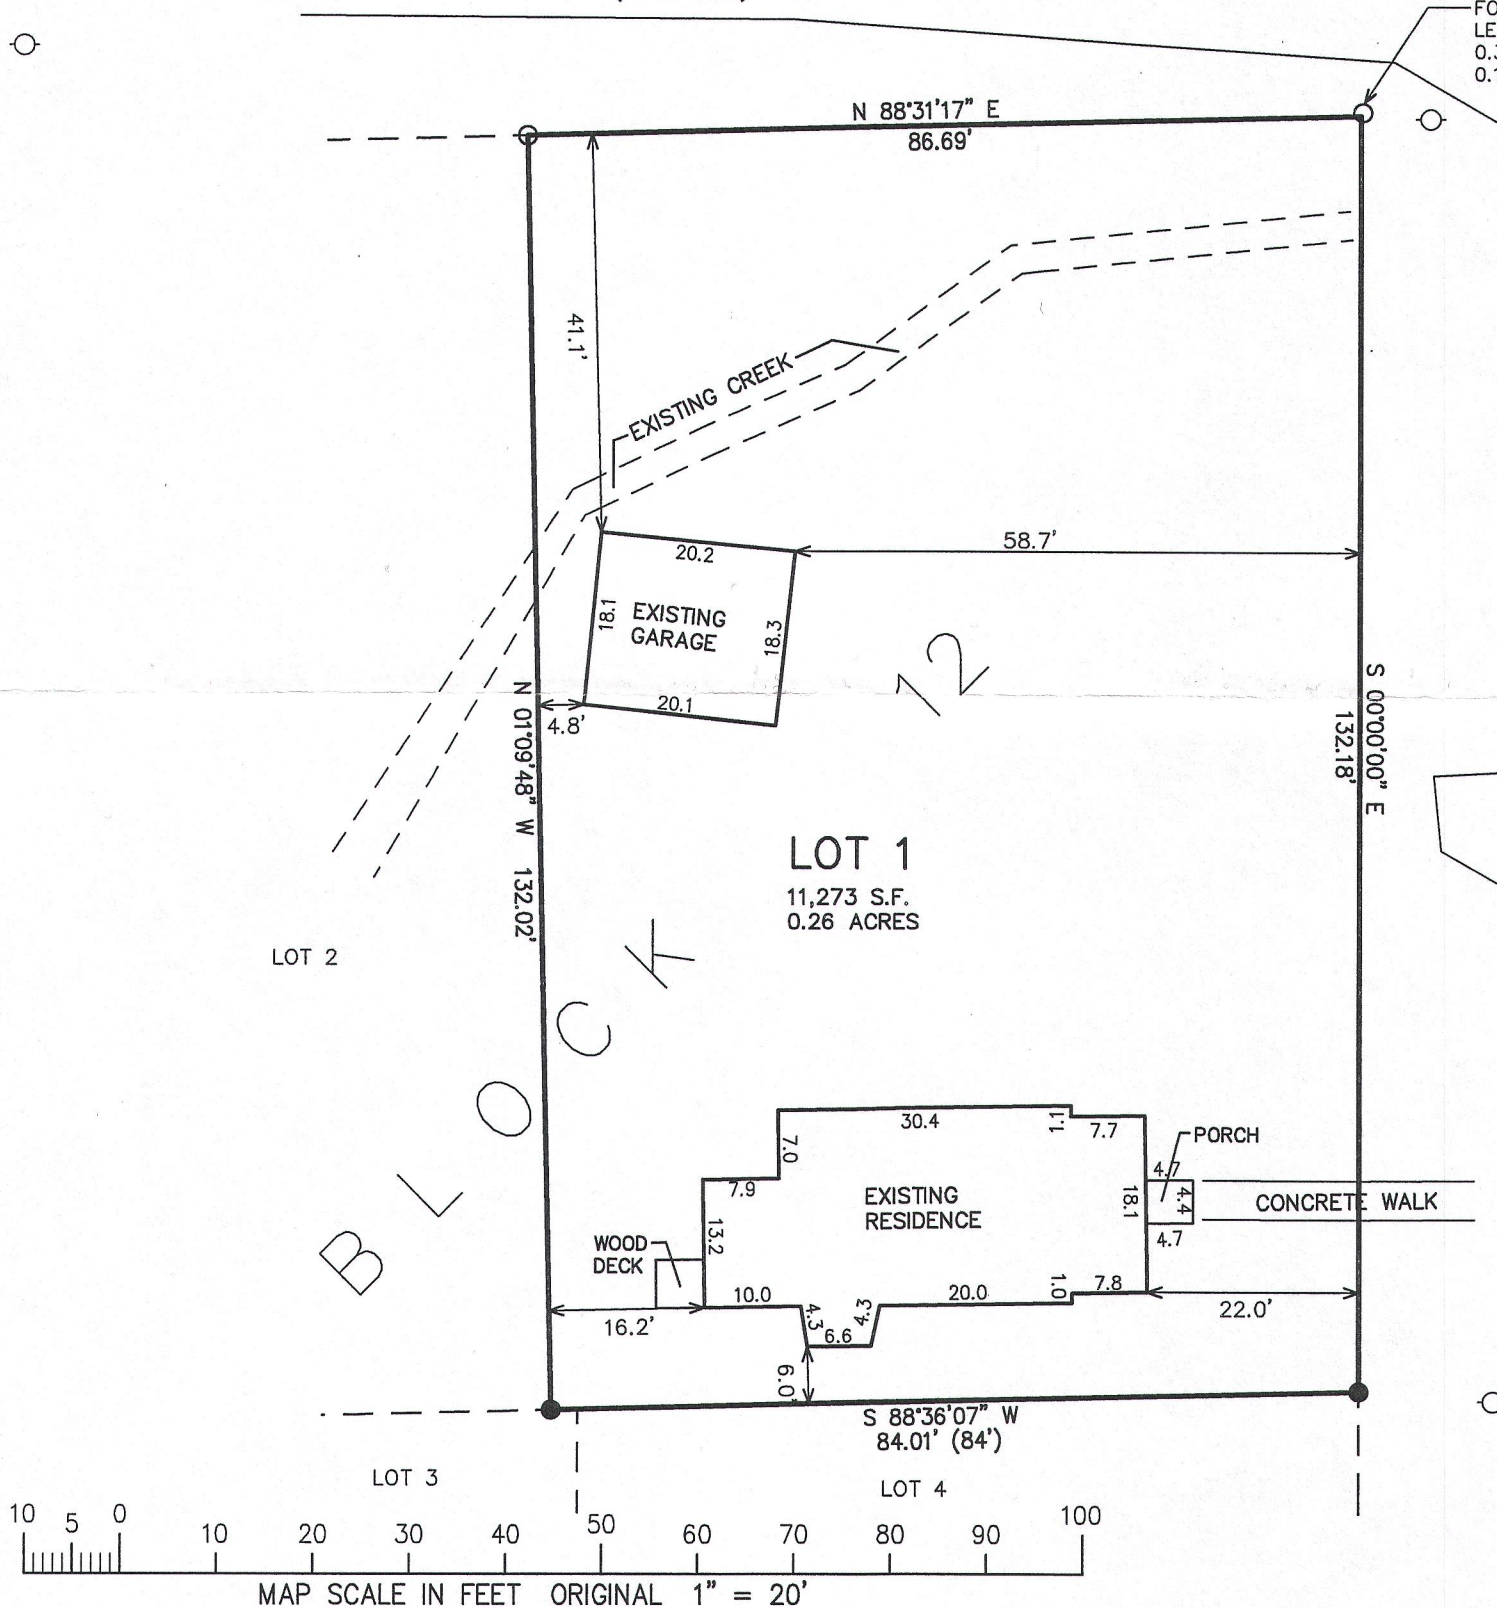 FO
LE
0.
0.
N 88°31'17" E
86.69'
41.1'
EXISTING CREEK
58.7'
20.2
18.1
EXISTING
GARAGE
18.3
20.1
4.8'
12
N 01°09'48" W 132.02'
S 00°00'00" E
132.18'
LOT 1
11,273 S.F.
0.26 ACRES
LOT 2
BLOCK
30.4
1.1
7.7
PORCH
7.0
4.7
7.9
EXISTING
RESIDENCE
18.1
4.4
CONCRETE WALK
13.2
4.7
WOOD
DECK
10.0
20.0
1.0
7.8
16.2'
4.3
6.6
4.3
22.0'
6.0'
S 88°36'07" W
84.01' (84')
LOT 3
LOT 4
10 5 0 10 20 30 40 50 60 70 80 90 100
MAP SCALE IN FEET ORIGINAL 1" = 20'